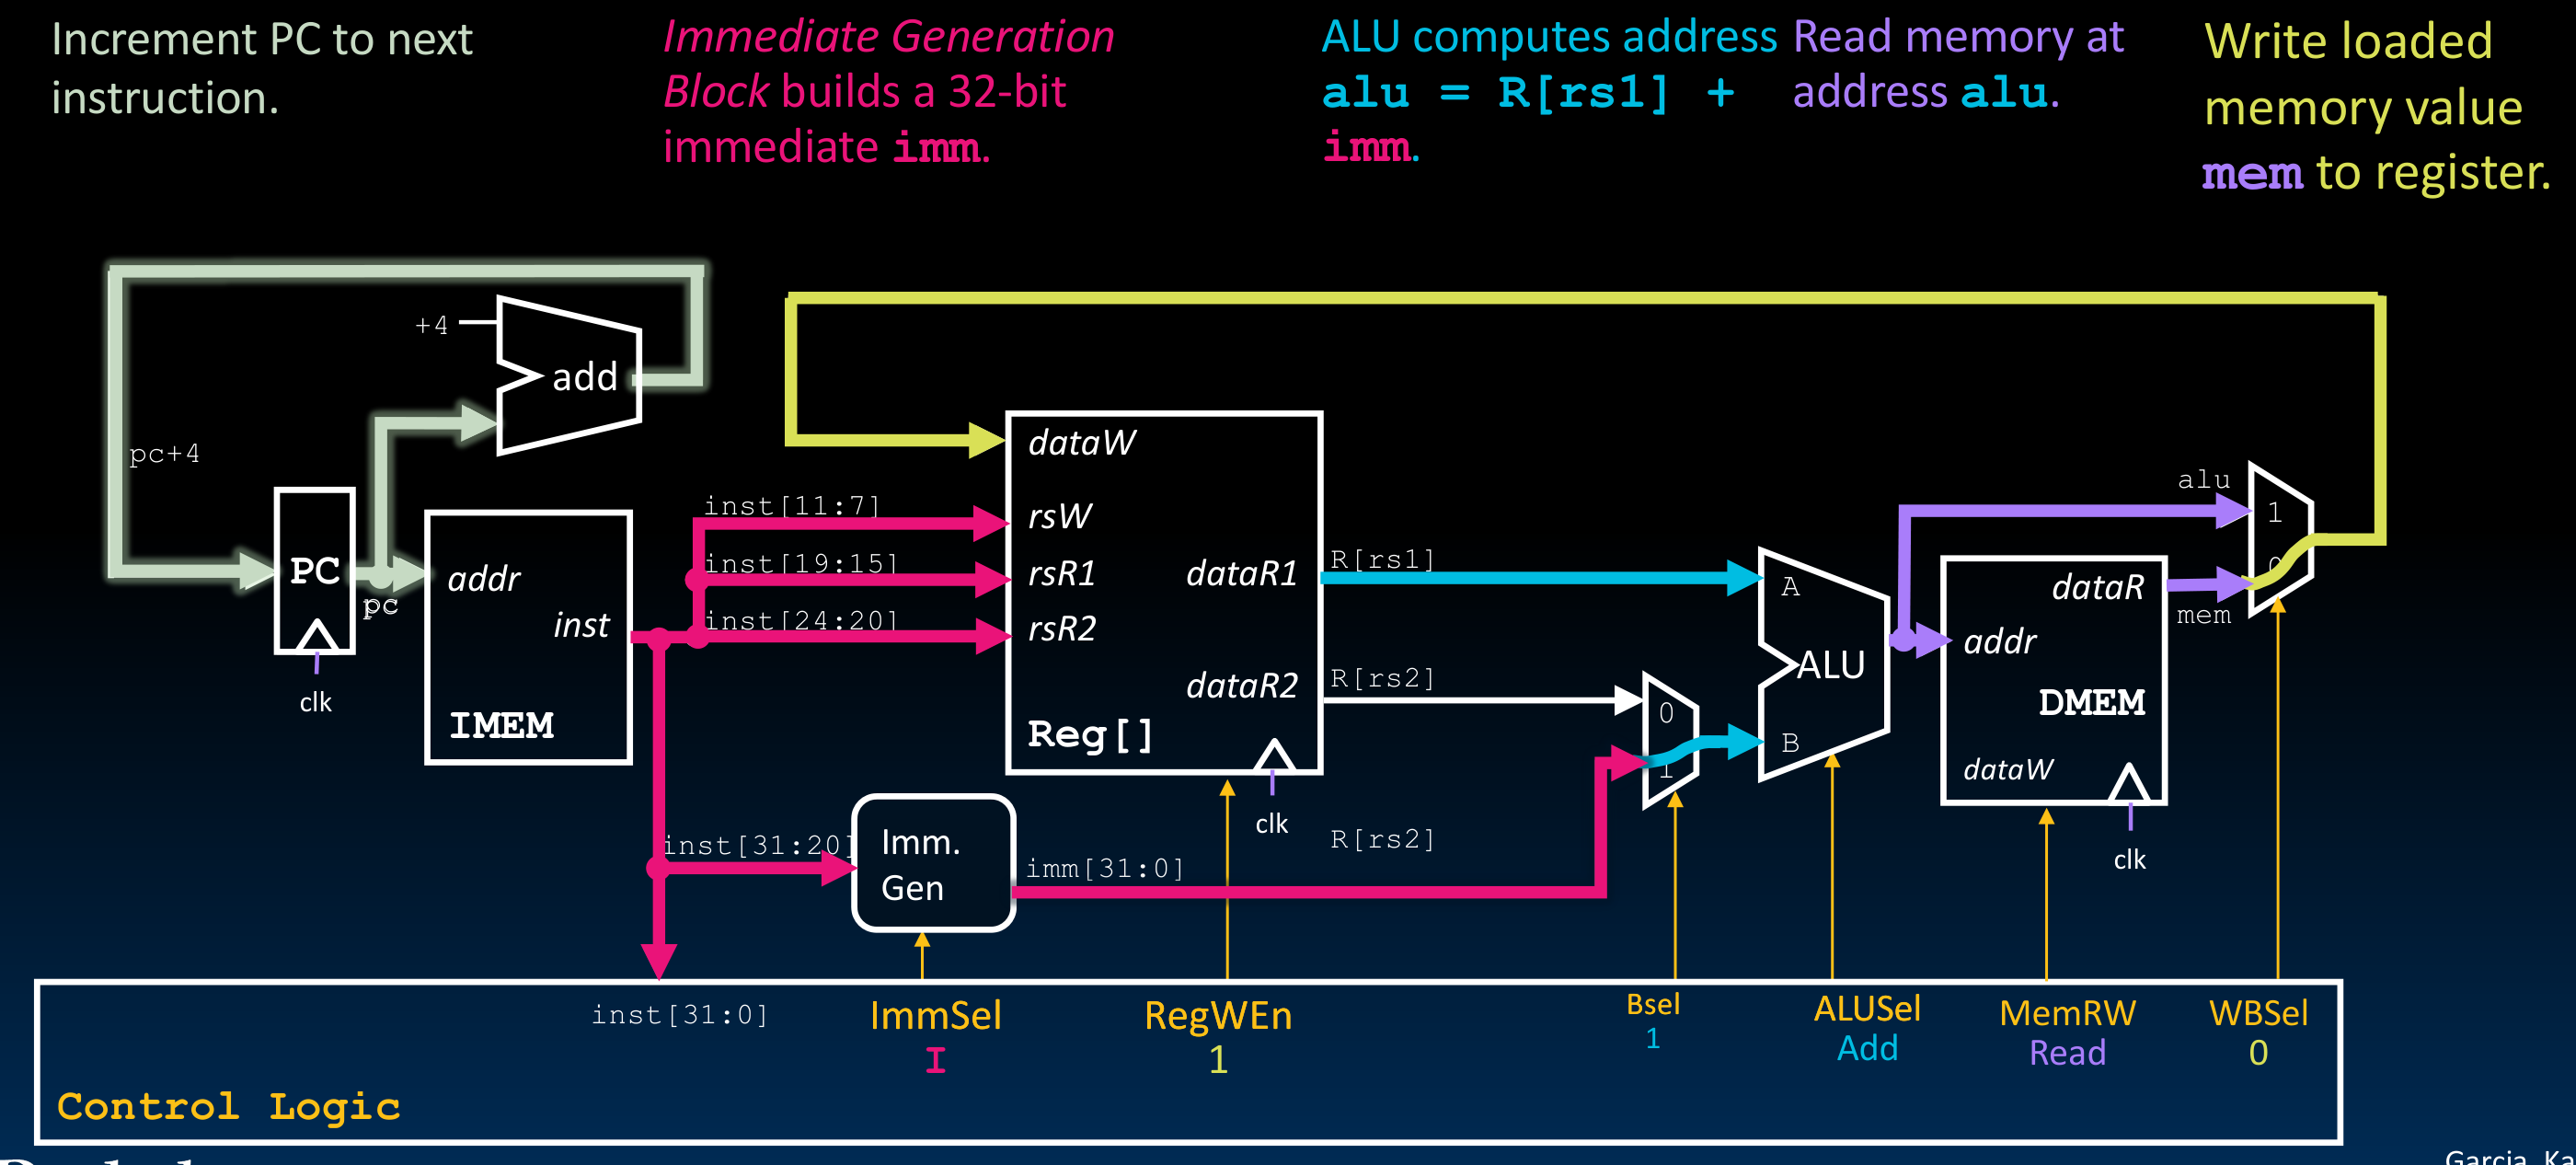 Increment PC to next
instruction.
Immediate Generation
Block builds a 32-bit
immediate imm.
ALU computes address
alu = R[rs1] +
imm.
Read memory at
address alu.
Write loaded
memory value
mem to register.
+4
add
pc+4
PC
pc
clk
addr
inst
IMEM
inst[11:7]
inst[19:15]
inst[24:20]
dataW
rsW
rsR1
rsR2
dataR1
dataR2
Reg[]
clk
R[rs1]
R[rs2]
0
1
A
B
ALU
alu
mem
dataR
addr
DMEM
dataW
clk
1
0
inst[31:20]
Imm.
Gen
imm[31:0]
R[rs2]
inst[31:0]
ImmSel
I
RegWEn
1
Bsel
1
ALUSel
Add
MemRW
Read
WBSel
0
Control Logic
Garcia, Ka